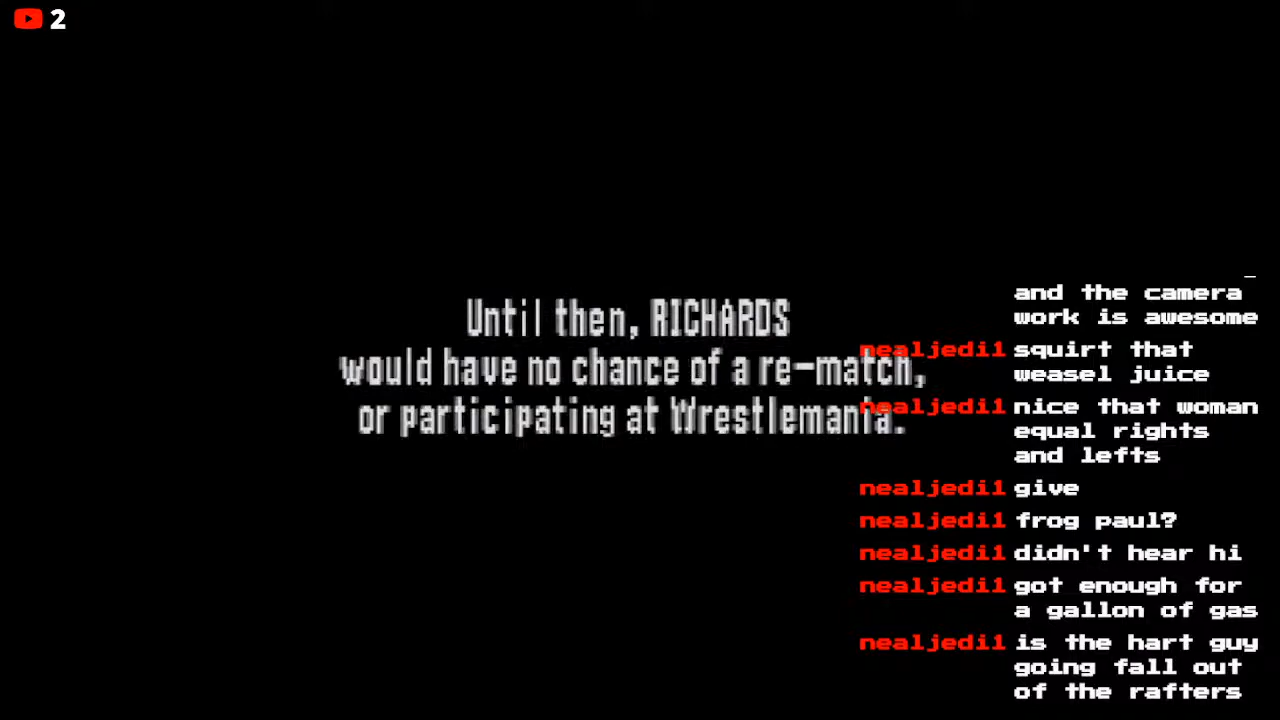 2
Until then, RICHARDS
would have no chance of a re-match,
or participating at Wrestlemania.
and the camera
work is awesome
nealjedi1 squirt that
weasel juice
nealjedi1 nice that woman
equal rights
and lefts
nealjedi1 give
nealjedi1 frog paul?
nealjedi1 didn't hear hi
nealjedi1 got enough for
a gallon of gas
nealjedi1 is the hart guy
going fall out
of the rafters